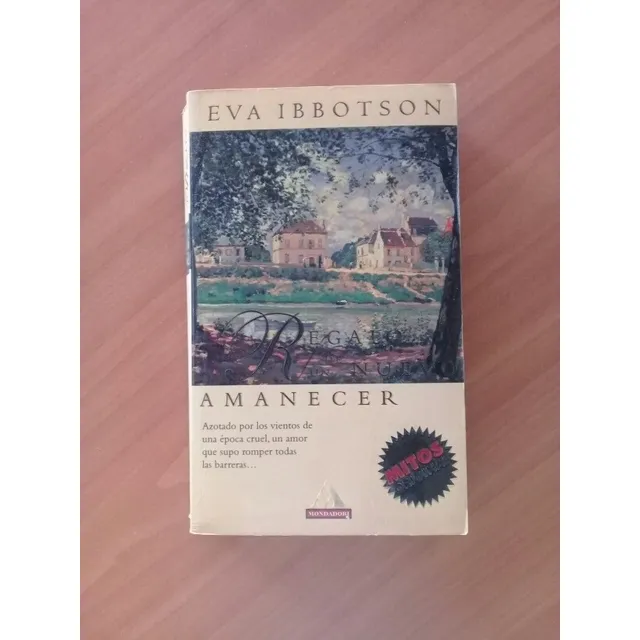 EVA IBBOTSON
REGALO
AMANECER
Azotado por los vientos de
una época cruel, un amor
que supo romper todas
las barreras...
MITOS
MONDADORI